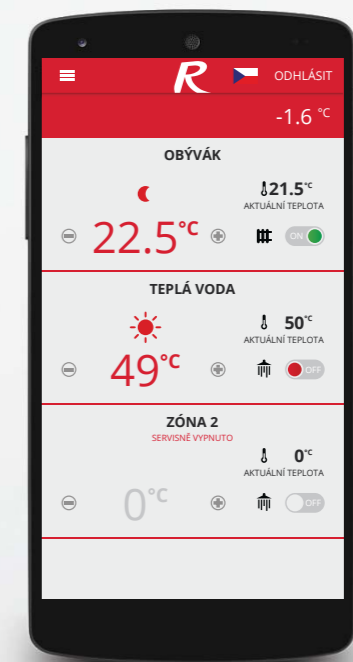 R
ODHLÁSIT
-1.6 °C
OBÝVÁK
21.5°C
AKTUÁLNÍ TEPLOTA
22.5°C
ON
TEPLÁ VODA
50°C
AKTUÁLNÍ TEPLOTA
49°C
OFF
ZÓNA 2
SERVISNĚ VYPNUTO
0°C
AKTUÁLNÍ TEPLOTA
0°C
OFF